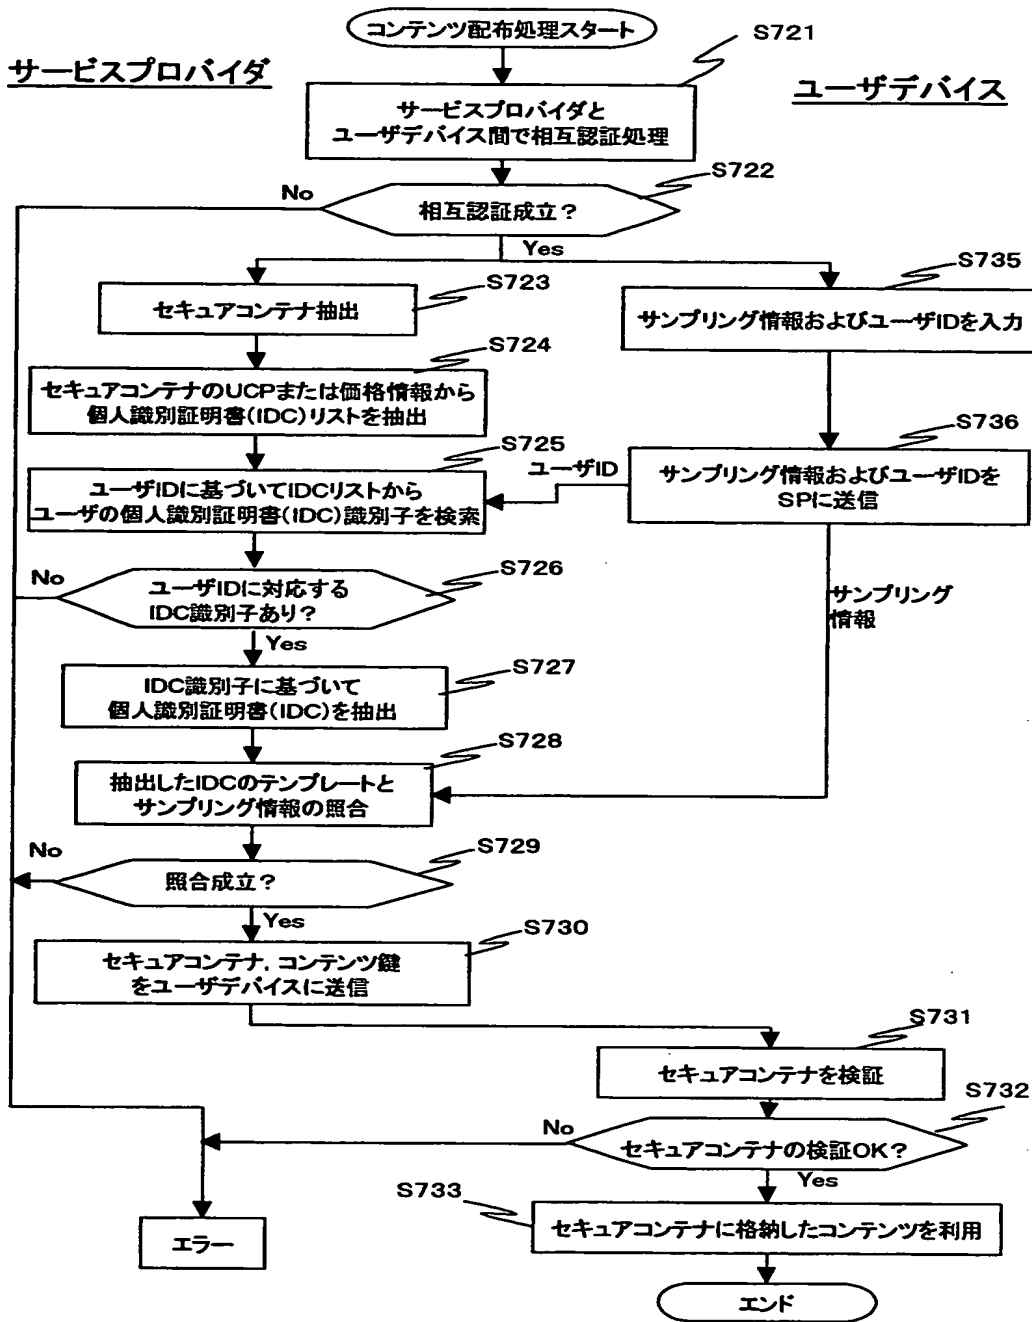 コンテンツ配布処理スタート
S721
サービスプロバイダ
ユーザデバイス
サービスプロバイダと
ユーザデバイス間で相互認証処理
S722
No
相互認証成立?
Yes
S723
セキュアコンテナ抽出
S735
サンプリング情報およびユーザIDを入力
S724
セキュアコンテナのUCPまたは価格情報から
個人識別証明書(IDC)リストを抽出
S725
ユーザIDに基づいてIDCリストから
ユーザの個人識別証明書(IDC)識別子を検索
ユーザID
S736
サンプリング情報およびユーザIDを
SPに送信
No
S726
ユーザIDに対応する
IDC識別子あり?
Yes
サンプリング
情報
S727
IDC識別子に基づいて
個人識別証明書(IDC)を抽出
S728
抽出したIDCのテンプレートと
サンプリング情報の照合
No
S729
照合成立?
Yes
S730
セキュアコンテナ,コンテンツ鍵
をユーザデバイスに送信
S731
セキュアコンテナを検証
S732
No
セキュアコンテナの検証OK?
Yes
S733
セキュアコンテナに格納したコンテンツを利用
エラー
エンド